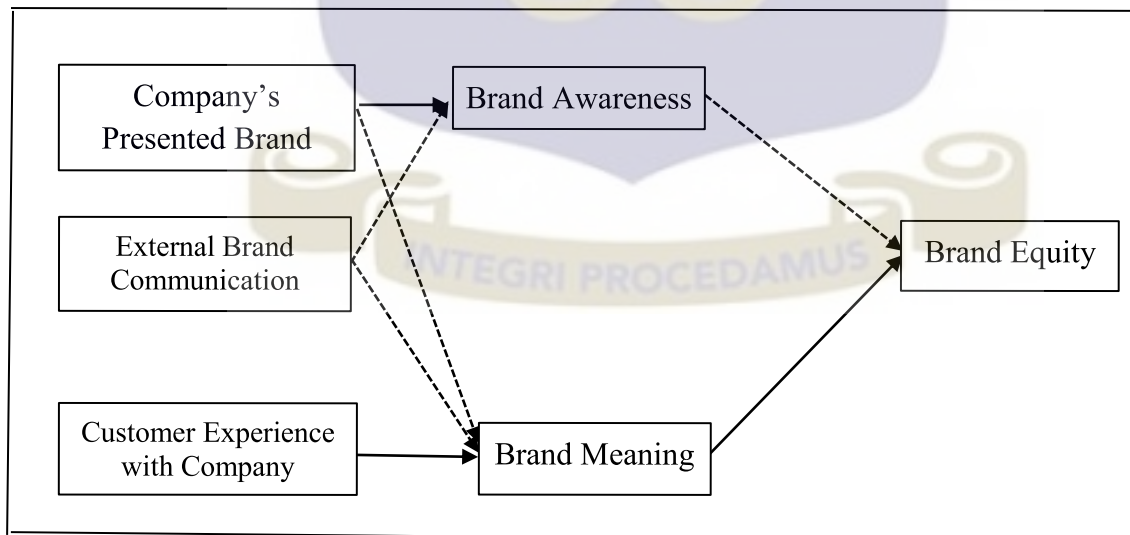 Company’s
Presented Brand
Brand Awareness
External Brand
Communication
Brand Equity
INTEGRI PROCEDAMUS
Customer Experience
with Company
Brand Meaning